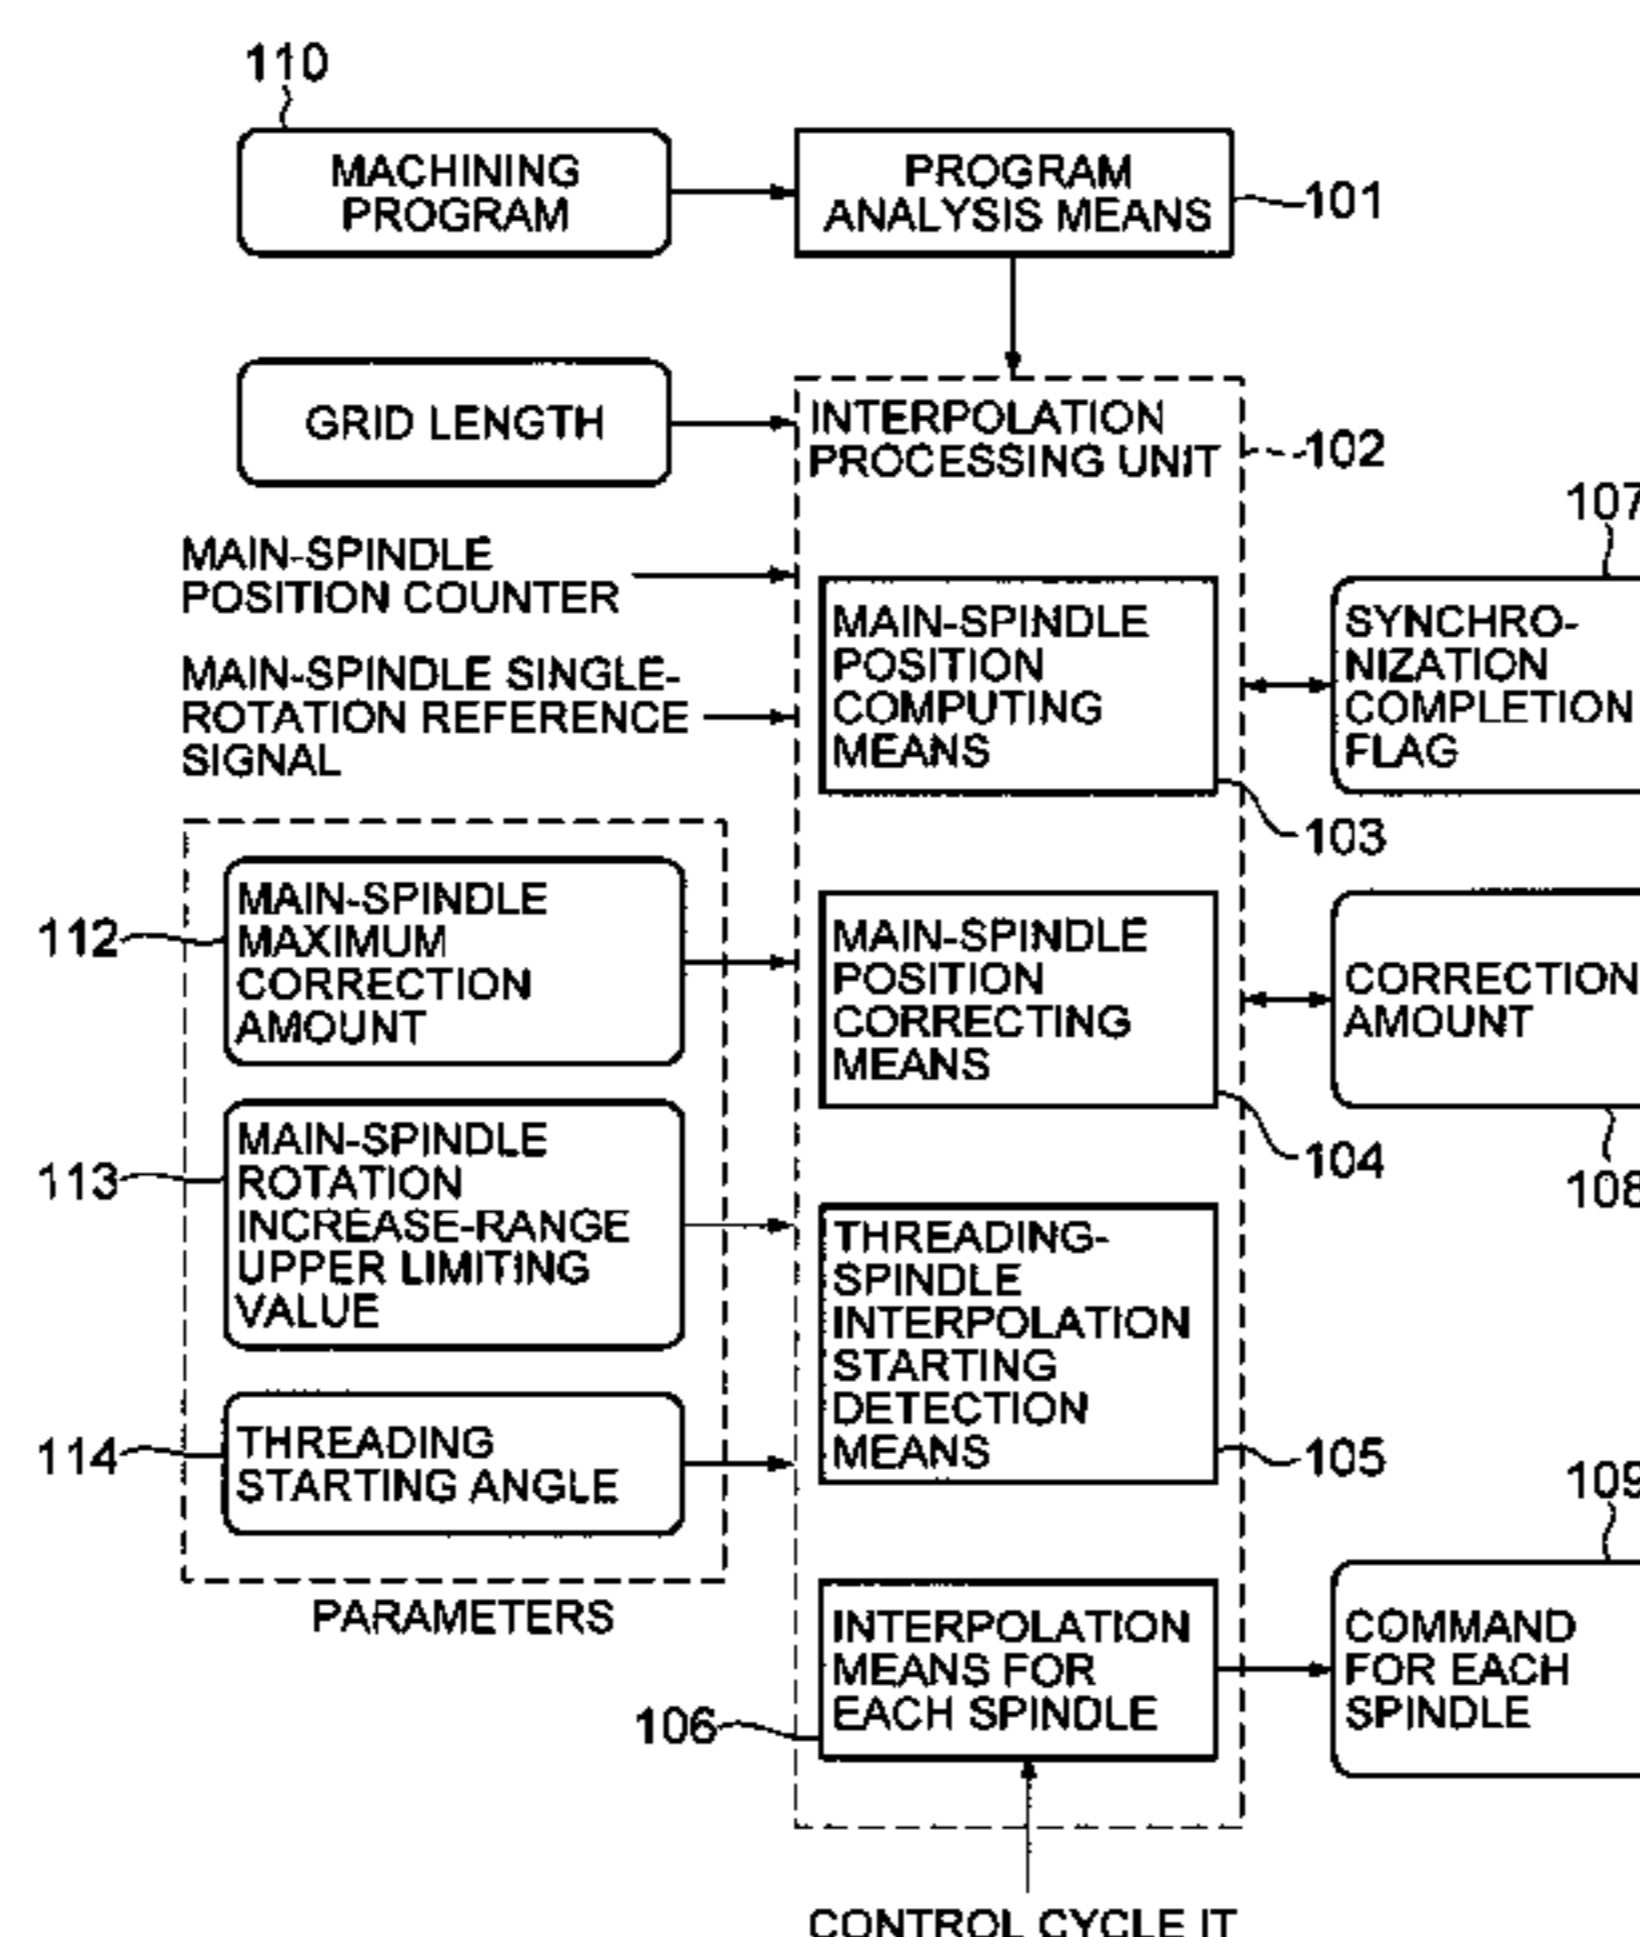 110
MACHINING
PROGRAM
PROGRAM
ANALYSIS MEANS
101
GRID LENGTH
INTERPOLATION
PROCESSING UNIT
102
107
MAIN-SPINDLE
POSITION COUNTER
MAIN-SPINDLE SINGLE-
ROTATION REFERENCE
SIGNAL
MAIN-SPINDLE
POSITION
COMPUTING
MEANS
103
SYNCHRO-
NIZATION
COMPLETION
FLAG
112
MAIN-SPINDLE
MAXIMUM
CORRECTION
AMOUNT
MAIN-SPINDLE
POSITION
CORRECTING
MEANS
104
CORRECTION
AMOUNT
108
113
MAIN-SPINDLE
ROTATION
INCREASE-RANGE
UPPER LIMITING
VALUE
THREADING-
SPINDLE
INTERPOLATION
STARTING
DETECTION
MEANS
105
114
THREADING
STARTING ANGLE
PARAMETERS
109
106
INTERPOLATION
MEANS FOR
EACH SPINDLE
COMMAND
FOR EACH
SPINDLE
CONTROL CYCLE IT